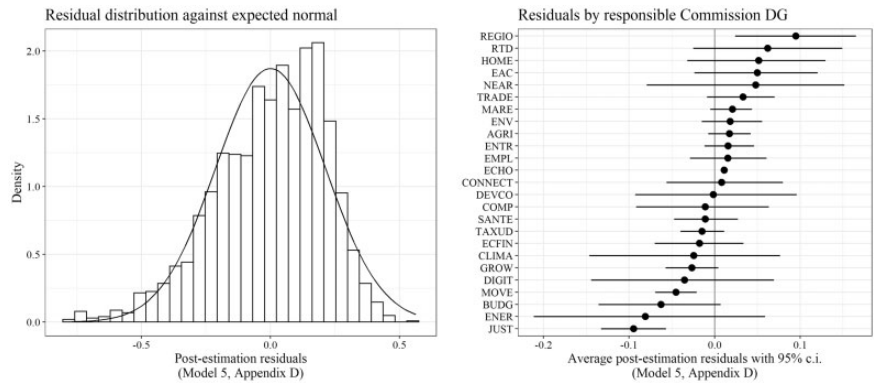 Residual distribution against expected normal
2.0
1.5
1.0
0.5
0.0
Density
-0.5
0.0
0.5
Post-estimation residuals
(Model 5, Appendix D)
Residuals by responsible Commission DG
REGIO
RTD
HOME
EAC
NEAR
TRADE
MARE
ENV
AGRI
ENTR
EMPL
ECHO
CONNECT
DEVCO
COMP
SANTE
TAXUD
ECFIN
CLIMA
GROW
DIGIT
MOVE
BUDG
ENER
JUST
-0.2
-0.1
0.0
0.1
Average post-estimation residuals with 95% c.i.
(Model 5, Appendix D)